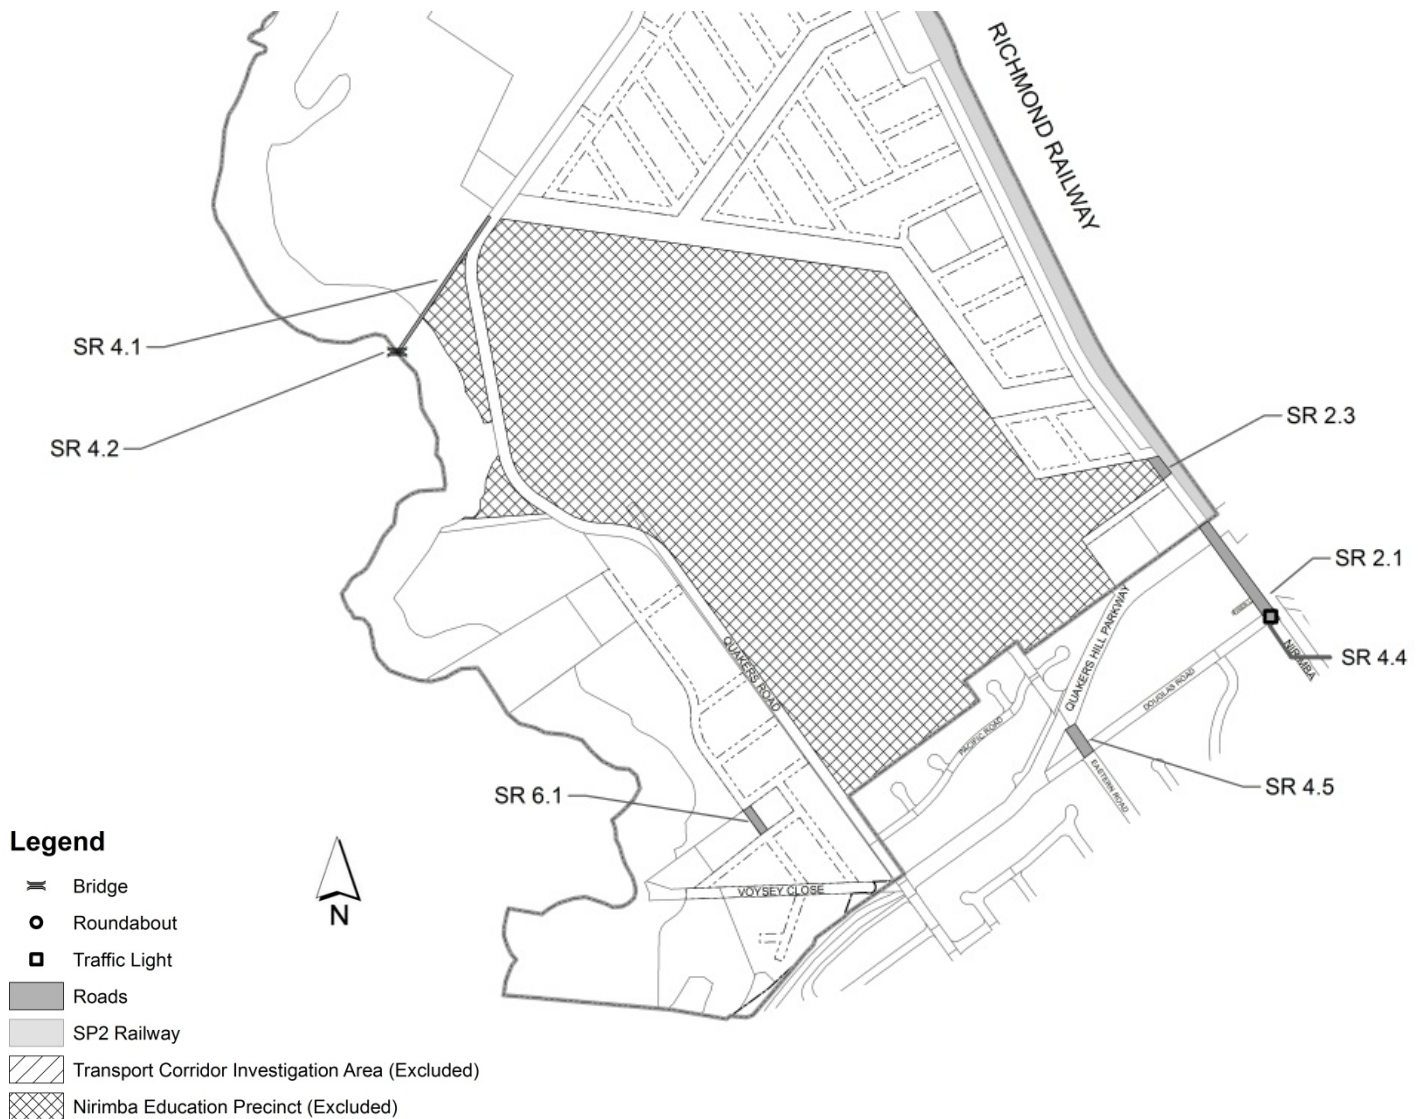 RICHMOND RAILWAY
SR 4.1
SR 4.2
SR 2.3
SR 2.1
NIRIMBA
SR 4.4
QUAKERS ROAD
QUAKERS HILL PARKWAY
DOUGLAS ROAD
PACIFIC ROAD
EASTERN ROAD
SR 4.5
SR 6.1
VOYSEY CLOSE
N
Legend
Bridge
Roundabout
Traffic Light
Roads
SP2 Railway
Transport Corridor Investigation Area (Excluded)
Nirimba Education Precinct (Excluded)